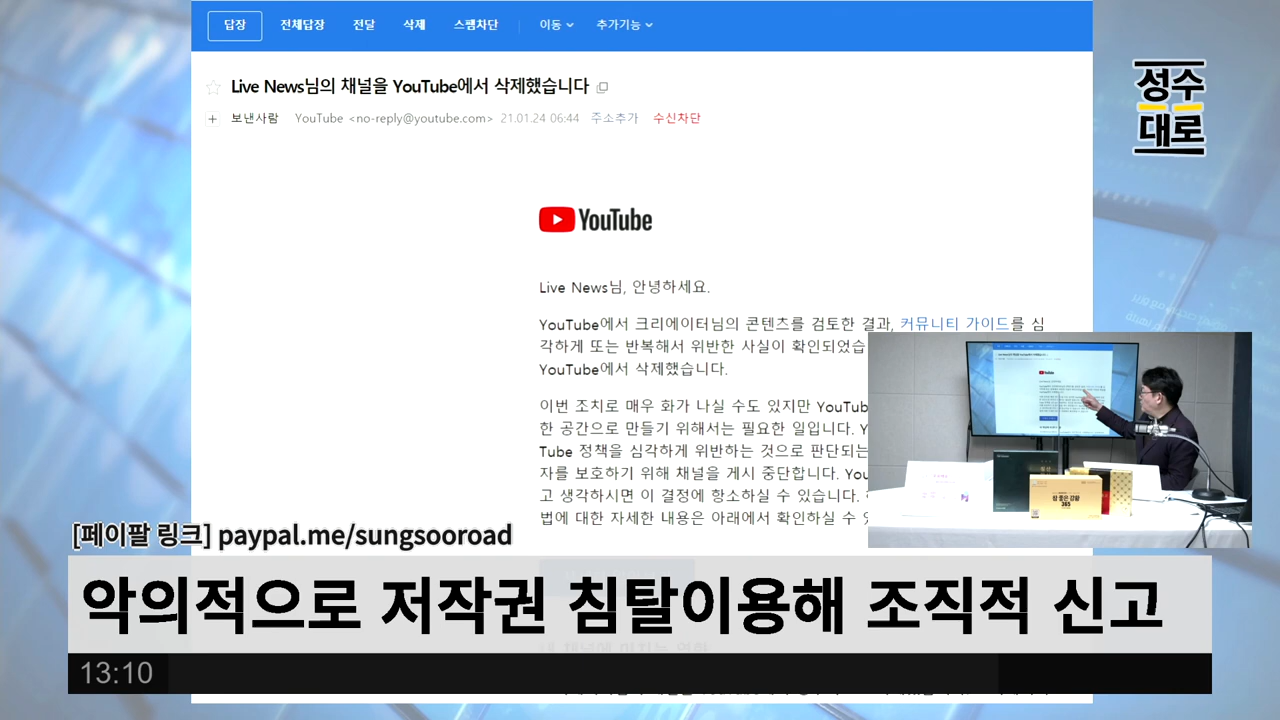 답장 전체답장 전달 삭제 스팸차단 이동 추가기능
Live News님의 채널을 YouTube에서 삭제했습니다
보낸사람 YouTube <no-reply@youtube.com> 21.01.24 06:44 주소추가 수신차단
성수
대로
YouTube
Live News님, 안녕하세요.
YouTube에서 크리에이터님의 콘텐츠를 검토한 결과, 커뮤니티 가이드를 심
각하게 또는 반복해서 위반한 사실이 확인되었습
YouTube에서 삭제했습니다.
이번 조치로 매우 화가 나실 수도 있지만 YouTub
한 공간으로 만들기 위해서는 필요한 일입니다.
Tube 정책을 심각하게 위반하는 것으로 판단되는
자를 보호하기 위해 채널을 게시 중단합니다. You
고 생각하시면 이 결정에 항소하실 수 있습니다.
법에 대한 자세한 내용은 아래에서 확인하실 수
365
[페이팔 링크] paypal.me/sungsooroad
악의적으로 저작권 침탈이용해 조직적 신고
13:10